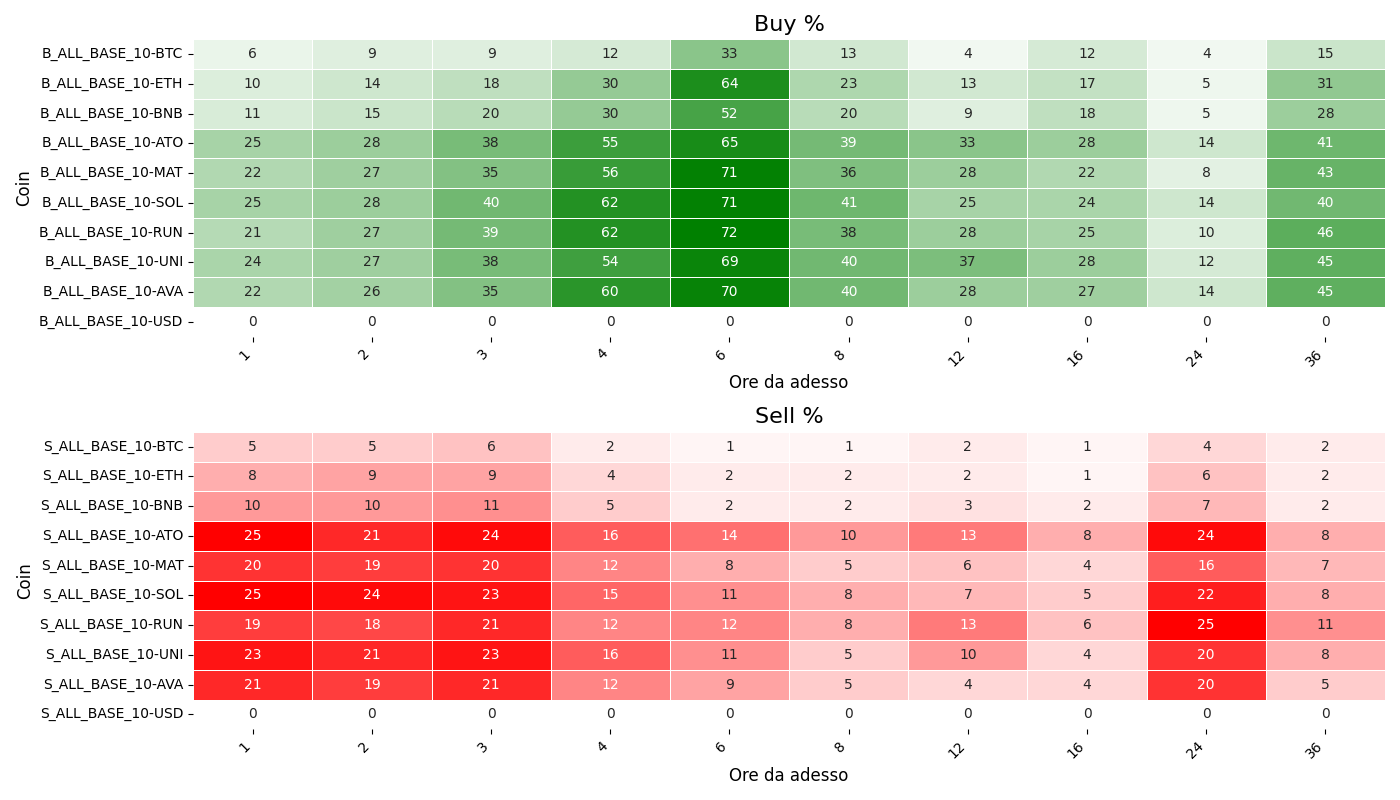 Buy %
Coin
B_ALL_BASE_10-BTC 6 9 9 12 33 13 4 12 4 15
B_ALL_BASE_10-ETH 10 14 18 30 64 23 13 17 5 31
B_ALL_BASE_10-BNB 11 15 20 30 52 20 9 18 5 28
B_ALL_BASE_10-ATO 25 28 38 55 65 39 33 28 14 41
B_ALL_BASE_10-MAT 22 27 35 56 71 36 28 22 8 43
B_ALL_BASE_10-SOL 25 28 40 62 71 41 25 24 14 40
B_ALL_BASE_10-RUN 21 27 39 62 72 38 28 25 10 46
B_ALL_BASE_10-UNI 24 27 38 54 69 40 37 28 12 45
B_ALL_BASE_10-AVA 22 26 35 60 70 40 28 27 14 45
B_ALL_BASE_10-USD 0 0 0 0 0 0 0 0 0 0
1 2 3 4 6 8 12 16 24 36
Ore da adesso
Sell %
Coin
S_ALL_BASE_10-BTC 5 5 6 2 1 1 2 1 4 2
S_ALL_BASE_10-ETH 8 9 9 4 2 2 2 1 6 2
S_ALL_BASE_10-BNB 10 10 11 5 2 2 3 2 7 2
S_ALL_BASE_10-ATO 25 21 24 16 14 10 13 8 24 8
S_ALL_BASE_10-MAT 20 19 20 12 8 5 6 4 16 7
S_ALL_BASE_10-SOL 25 24 23 15 11 8 7 5 22 8
S_ALL_BASE_10-RUN 19 18 21 12 12 8 13 6 25 11
S_ALL_BASE_10-UNI 23 21 23 16 11 5 10 4 20 8
S_ALL_BASE_10-AVA 21 19 21 12 9 5 4 4 20 5
S_ALL_BASE_10-USD 0 0 0 0 0 0 0 0 0 0
1 2 3 4 6 8 12 16 24 36
Ore da adesso